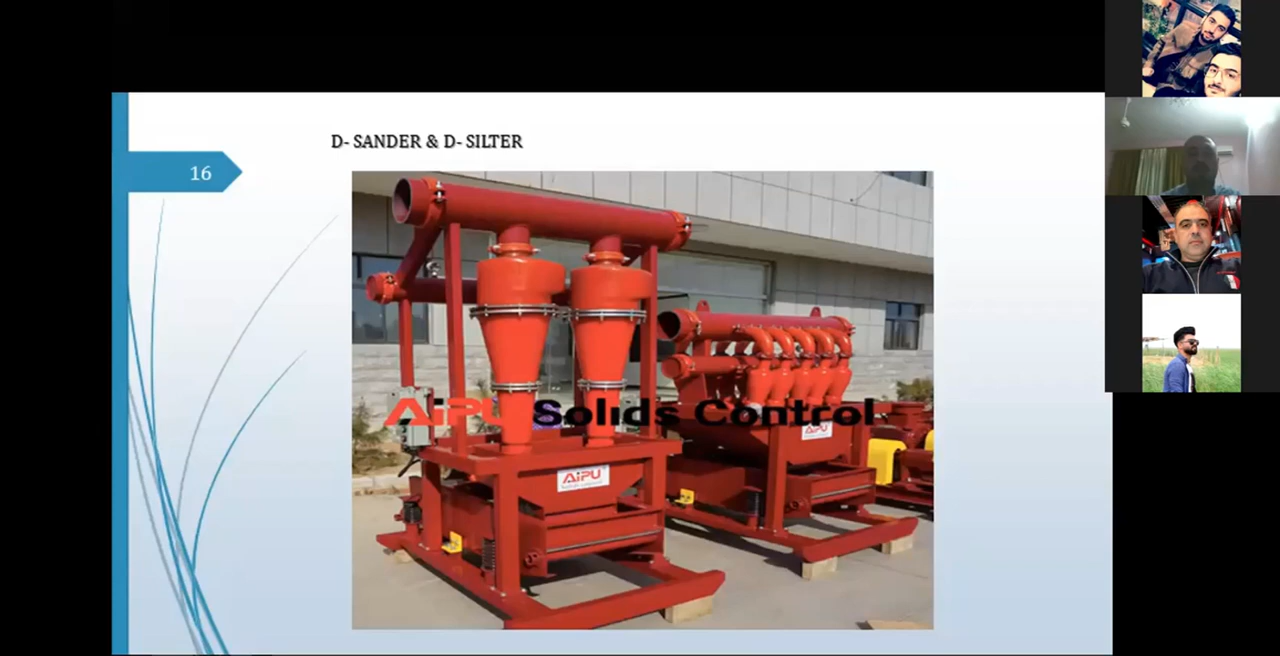 D- SANDER & D- SILTER
16
AiPU Solids Control
AiPU
AiPU